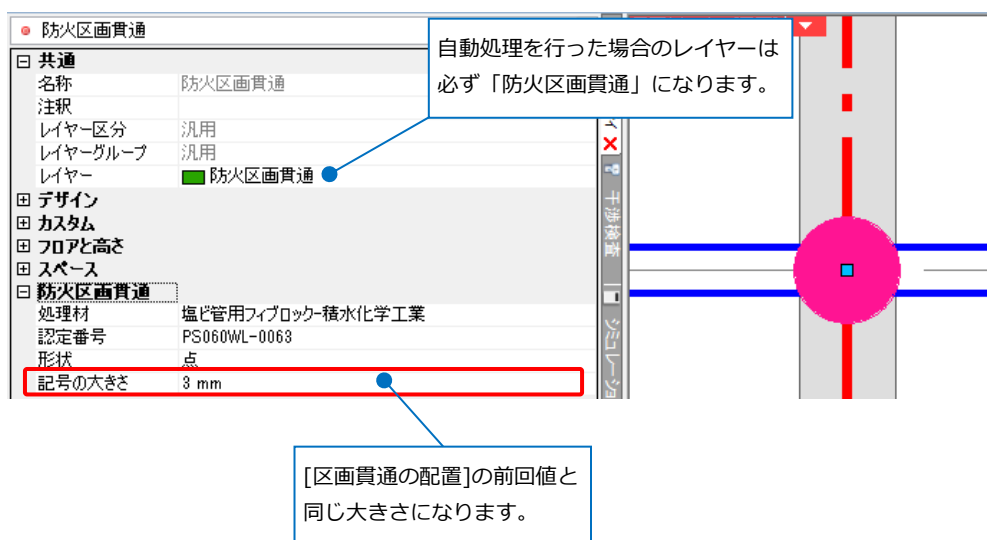 防火区画貫通
自動処理を行った場合のレイヤーは
必ず「防火区画貫通」になります。
共通
名称 防火区画貫通
注釈
レイヤー区分 汎用
レイヤーグループ 汎用
レイヤー 防火区画貫通
デザイン
カスタム
フロアと高さ
スペース
防火区画貫通
処理材 塩ビ管用フィブロック-積水化学工業
認定番号 PS060WL-0063
形状 点
記号の大きさ 3 mm
ィ
干渉検査
シミュレーショ
[区画貫通の配置]の前回値と
同じ大きさになります。